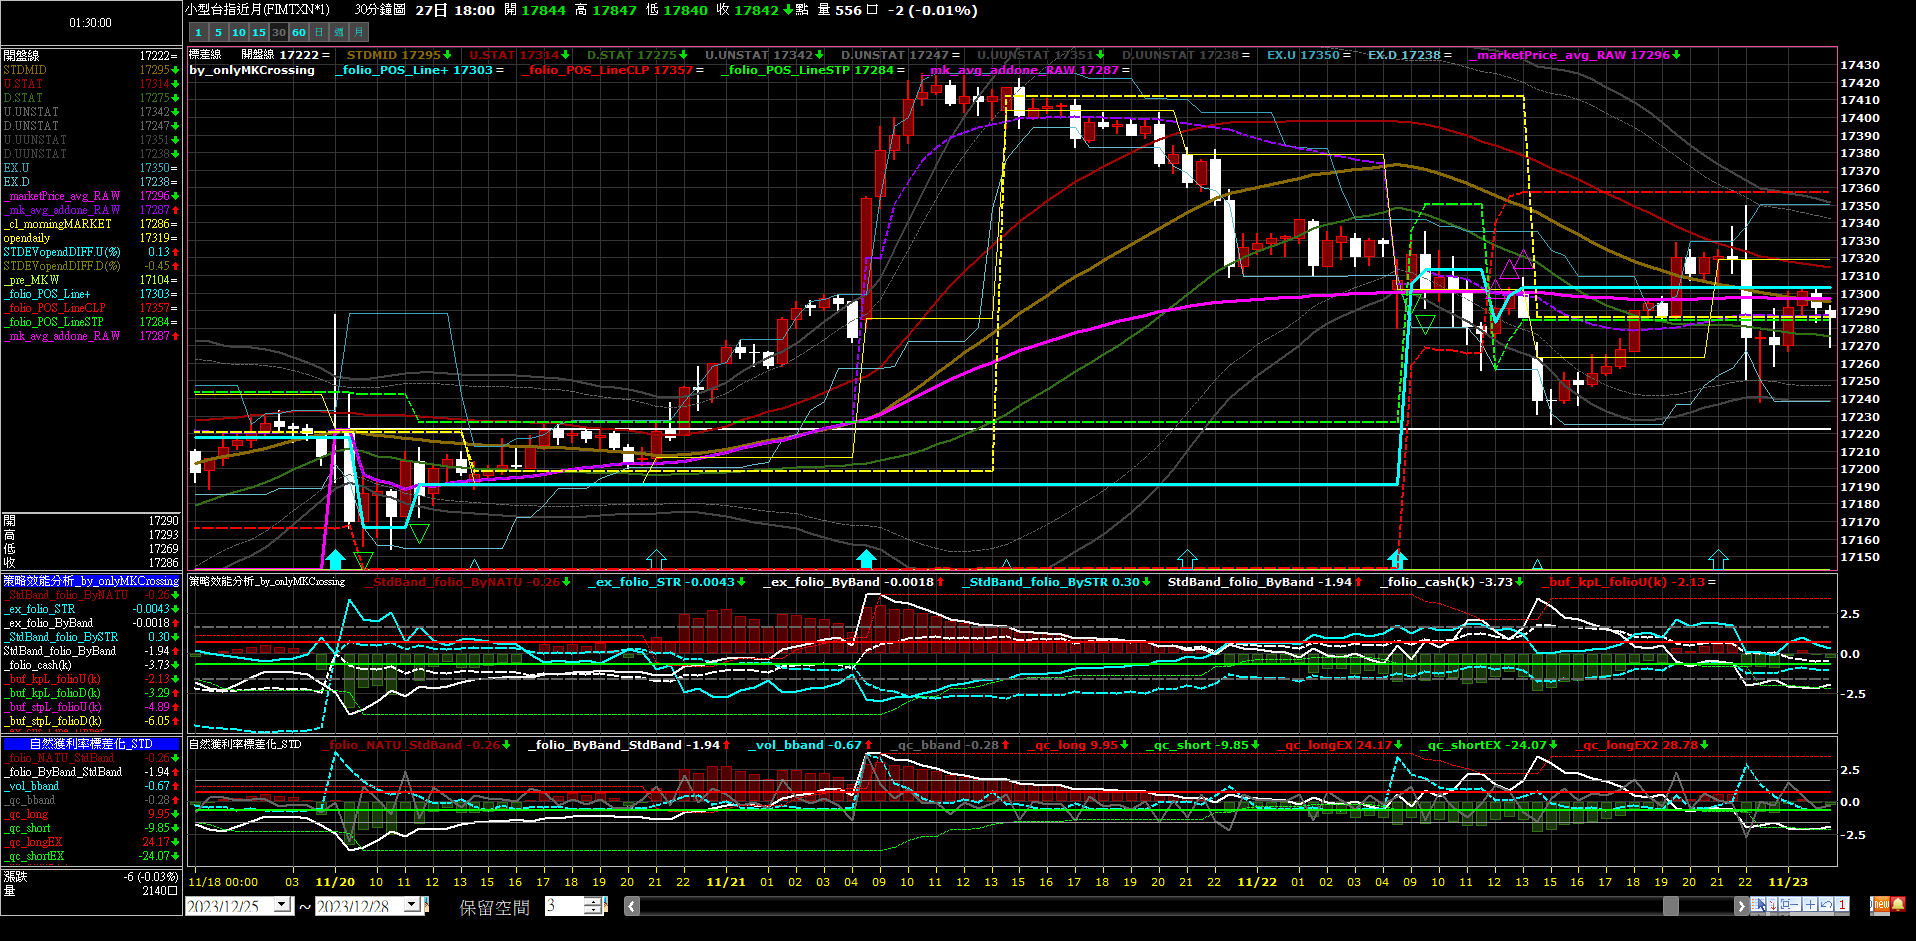 01:30:00
小型台指近月(FIMTXN*1) 30分鐘圖 27日 18:00 開 17844 高 17847 低 17840 收 17842 點 量 556 口 -2 (-0.01%)
1 5 10 15 30 60 日 週 月
標差線 開盤線 17222 = STDMID 17295 U.STAT 17314 D.STAT 17275 U.UNSTAT 17342 D.UNSTAT 17247 = U.UUNSTAT 17351 D.UUNSTAT 17238 = EX.U 17350 = EX.D 17238 = _marketPrice_avg_RAW 17296
by_onlyMKCrossing _folio_POS_Line+ 17303 = _folio_POS_LineCLP 17357 = _folio_POS_LineSTP 17284 = _mk_avg_addone_RAW 17287 =
開盤線 17222=
STDMID 17295
U.STAT 17314
D.STAT 17275
U.UNSTAT 17342
D.UNSTAT 17247
U.UUNSTAT 17351
D.UUNSTAT 17238
EX.U 17350=
EX.D 17238=
_marketPrice_avg_RAW 17296
_mk_avg_addone_RAW 17287
_cl_morningMARKET 17286=
opendaily 17319=
STDEVopendDIFF.U(%) 0.13
STDEVopendDIFF.D(%) -0.45
_pre_MKW 17104=
_folio_POS_Line+ 17303=
_folio_POS_LineCLP 17357=
_folio_POS_LineSTP 17284=
_mk_avg_addone_RAW 17287
開 17290
高 17293
低 17269
收 17286
17430
17420
17410
17400
17390
17380
17370
17360
17350
17340
17330
17320
17310
17300
17290
17280
17270
17260
17250
17240
17230
17220
17210
17200
17190
17180
17170
17160
17150
策略效能分析_by_onlyMKCrossing
_StdBand_folio_ByNATU -0.26
_ex_folio_STR -0.0043
_ex_folio_ByBand -0.0018
_StdBand_folio_BySTR 0.30
StdBand_folio_ByBand -1.94
_folio_cash(k) -3.73
_buf_kpL_folioU(k) -2.13
_buf_kpL_folioD(k) -3.29
_buf_stpL_folioU(k) -4.89
_buf_stpL_folioD(k) -6.05
策略效能分析_by_onlyMKCrossing _StdBand_folio_ByNATU -0.26 _ex_folio_STR -0.0043 _ex_folio_ByBand -0.0018 _StdBand_folio_BySTR 0.30 StdBand_folio_ByBand -1.94 _folio_cash(k) -3.73 _buf_kpL_folioU(k) -2.13 =
2.5
0.0
-2.5
自然獲利率標差化_STD
_folio_NATU_StdBand -0.26
_folio_ByBand_StdBand -1.94
_vol_bband -0.67
_qc_bband -0.28
_qc_long 9.95
_qc_short -9.85
_qc_longEX 24.17
_qc_shortEX -24.07
自然獲利率標差化_STD _folio_NATU_StdBand -0.26 _folio_ByBand_StdBand -1.94 _vol_bband -0.67 _qc_bband -0.28 _qc_long 9.95 _qc_short -9.85 _qc_longEX 24.17 _qc_shortEX -24.07 _qc_longEX2 28.78
2.5
0.0
-2.5
漲跌 -6 (-0.03%)
量 2140口
11/18 00:00 03 11/20 10 11 12 13 15 16 17 18 19 20 21 22 11/21 01 02 03 04 09 10 11 12 13 15 16 17 18 19 20 21 22 11/22 01 02 03 04 09 10 11 12 13 15 16 17 18 19 20 21 22 11/23
2023/12/25 ~ 2023/12/28 保留空間 3
1 new